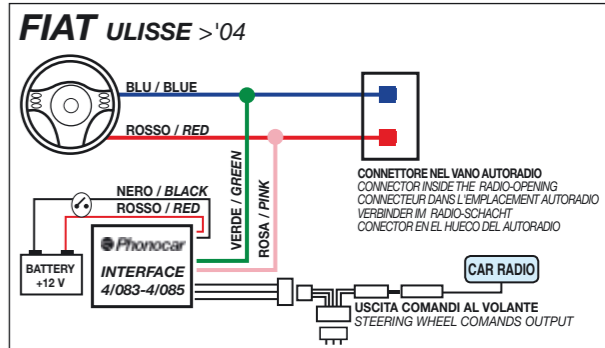 FIAT ULISSE >'04
BLU / BLUE
ROSSO / RED
CONNETTORE NEL VANO AUTORADIO
CONNECTOR INSIDE THE RADIO-OPENING
CONNECTEUR DANS L'EMPLACEMENT AUTORADIO
VERBINDER IM RADIO-SCHACHT
CONECTOR EN EL HUECO DEL AUTORADIO
NERO / BLACK
ROSSO / RED
VERDE / GREEN
ROSA / PINK
Phonocar
INTERFACE
4/083-4/085
BATTERY
+12 V
CAR RADIO
USCITA COMANDI AL VOLANTE
STEERING WHEEL COMANDS OUTPUT